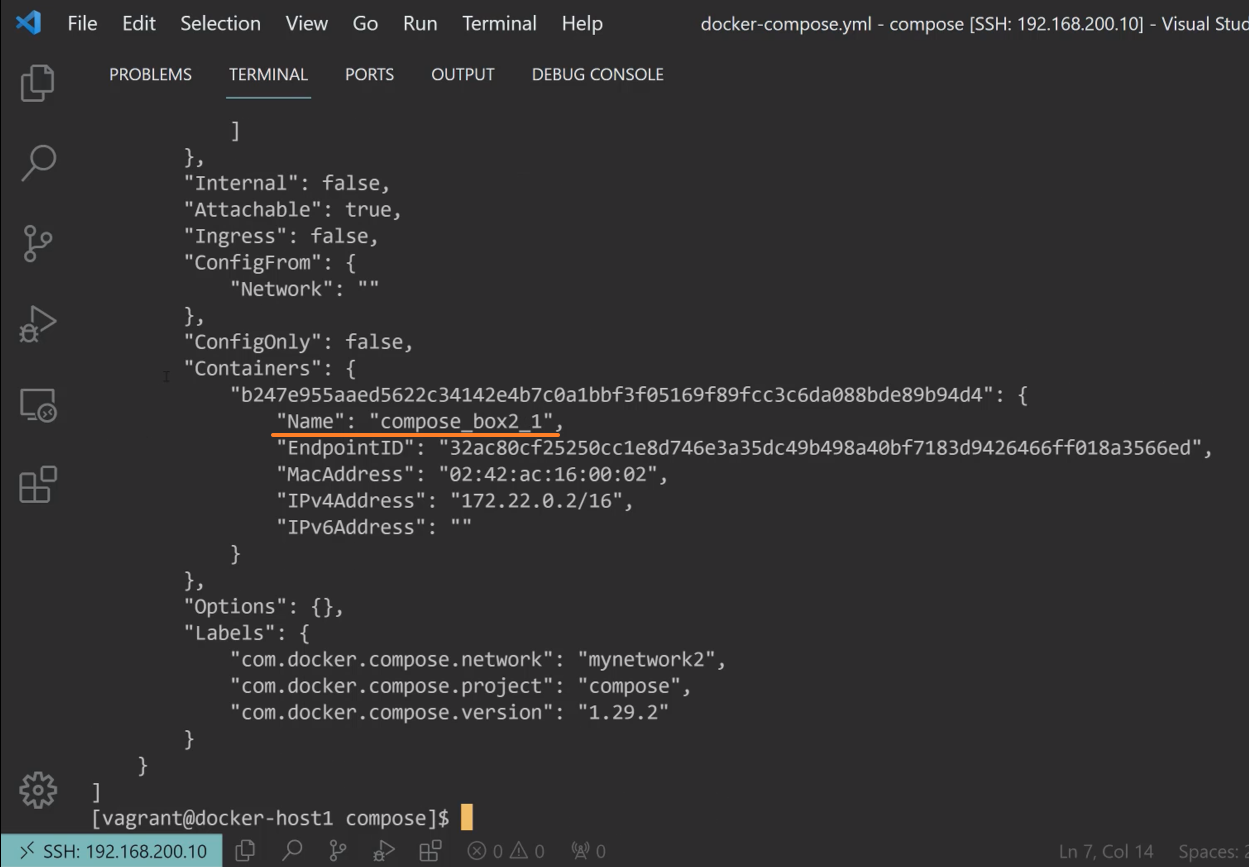 File Edit Selection View Go Run Terminal Help docker-compose.yml - compose [SSH: 192.168.200.10] - Visual Stud
PROBLEMS TERMINAL PORTS OUTPUT DEBUG CONSOLE
]
},
"Internal": false,
"Attachable": true,
"Ingress": false,
"ConfigFrom": {
"Network": ""
},
"ConfigOnly": false,
"Containers": {
"b247e955aaed5622c34142e4b7c0a1bbf3f05169f89fcc3c6da088bde89b94d4": {
"Name": "compose_box2_1",
"EndpointID": "32ac80cf25250cc1e8d746e3a35dc49b498a40bf7183d9426466ff018a3566ed",
"MacAddress": "02:42:ac:16:00:02",
"IPv4Address": "172.22.0.2/16",
"IPv6Address": ""
}
},
"Options": {},
"Labels": {
"com.docker.compose.network": "mynetwork2",
"com.docker.compose.project": "compose",
"com.docker.compose.version": "1.29.2"
}
}
]
[vagrant@docker-host1 compose]$
SSH: 192.168.200.10 0 0 0 Ln 7, Col 14 Spaces: 2